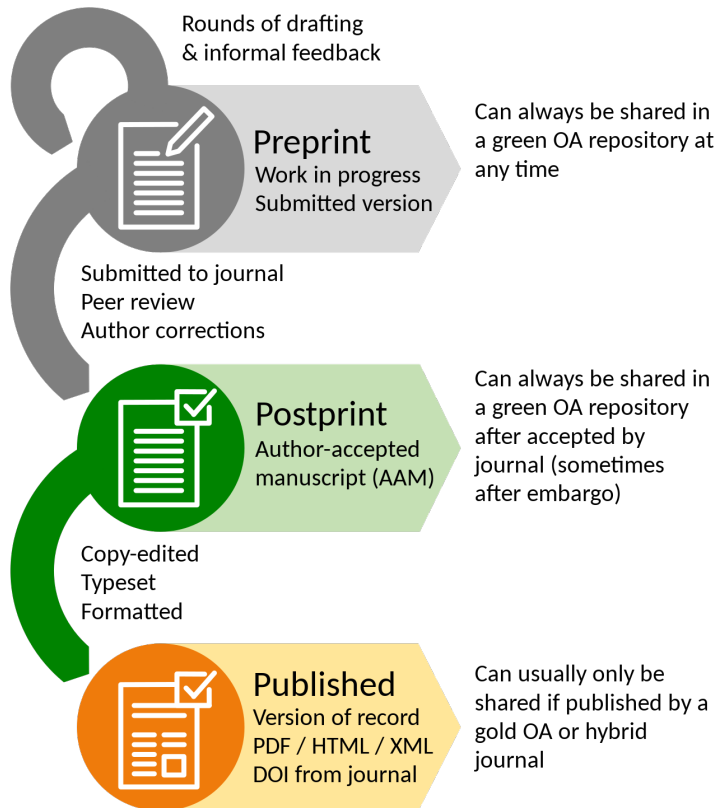 Rounds of drafting
& informal feedback
Preprint
Work in progress
Submitted version
Can always be shared in
a green OA repository at
any time
Submitted to journal
Peer review
Author corrections
Postprint
Author-accepted
manuscript (AAM)
Can always be shared in
a green OA repository
after accepted by
journal (sometimes
after embargo)
Copy-edited
Typeset
Formatted
Published
Version of record
PDF / HTML / XML
DOI from journal
Can usually only be
shared if published by a
gold OA or hybrid
journal